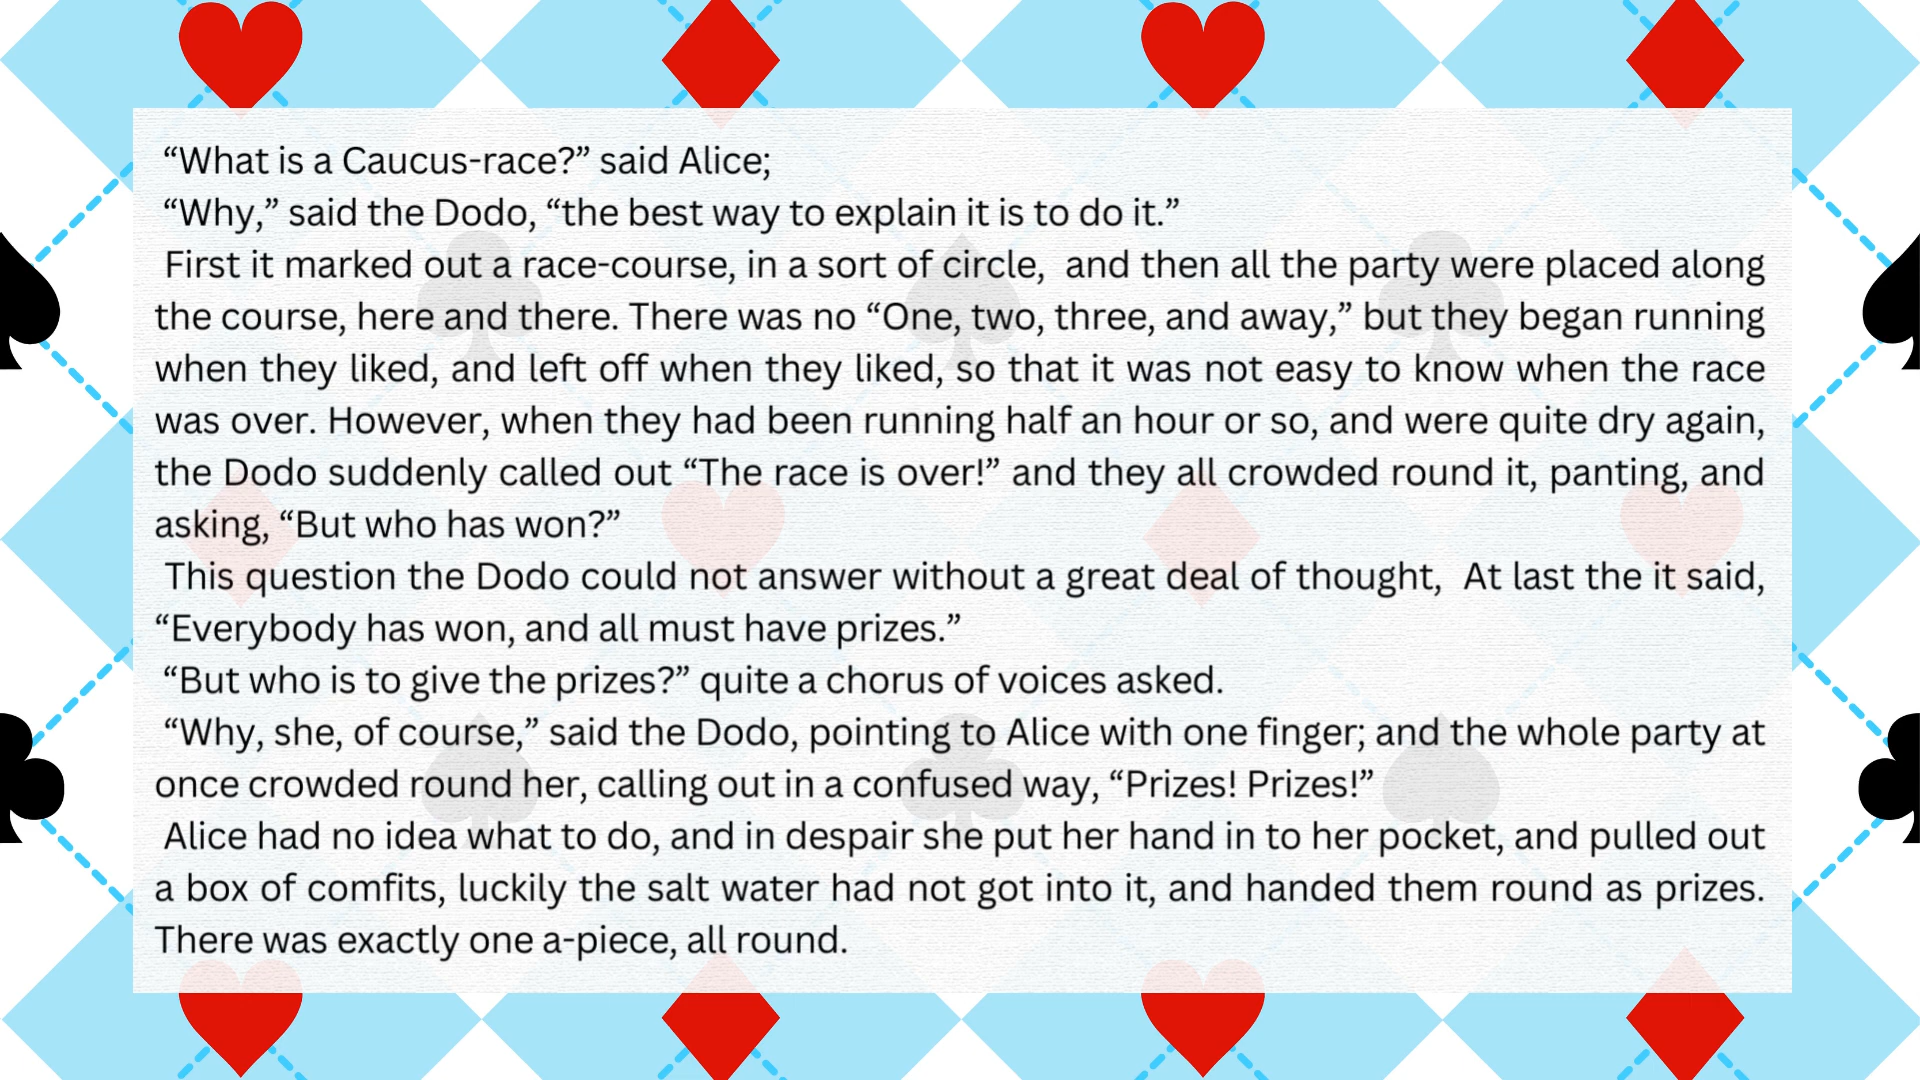 “What is a Caucus-race?” said Alice;
“Why,” said the Dodo, “the best way to explain it is to do it.”
First it marked out a race-course, in a sort of circle,  and then all the party were placed along
the course, here and there. There was no “One, two, three, and away,” but they began running
when they liked, and left off when they liked, so that it was not easy to know when the race
was over. However, when they had been running half an hour or so, and were quite dry again,
the Dodo suddenly called out “The race is over!” and they all crowded round it, panting, and
asking, “But who has won?”
This question the Dodo could not answer without a great deal of thought,  At last the it said,
“Everybody has won, and all must have prizes.”
“But who is to give the prizes?” quite a chorus of voices asked.
“Why, she, of course,” said the Dodo, pointing to Alice with one finger; and the whole party at
once crowded round her, calling out in a confused way, “Prizes! Prizes!”
Alice had no idea what to do, and in despair she put her hand in to her pocket, and pulled out
a box of comfits, luckily the salt water had not got into it, and handed them round as prizes.
There was exactly one a-piece, all round.